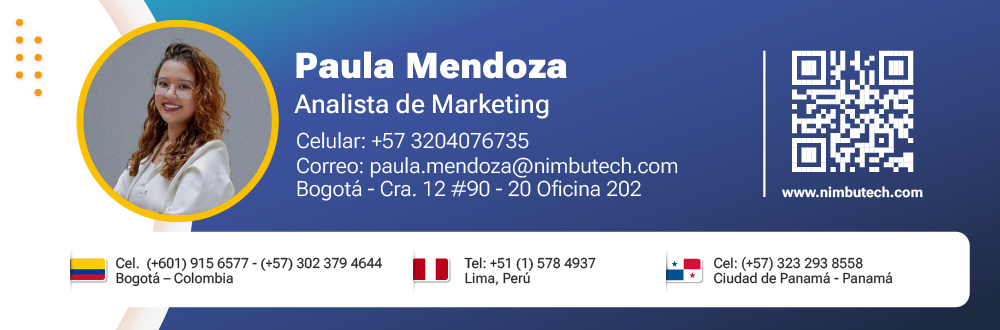 Paula Mendoza
Analista de Marketing
Celular: +57 3204076735
Correo: paula.mendoza@nimbutech.com
Bogotá - Cra. 12 #90 - 20 Oficina 202
www.nimbutech.com
Cel. (+601) 915 6577 - (+57) 302 379 4644
Bogotá – Colombia
Tel: +51 (1) 578 4937
Lima, Perú
Cel: (+57) 323 293 8558
Ciudad de Panamá - Panamá